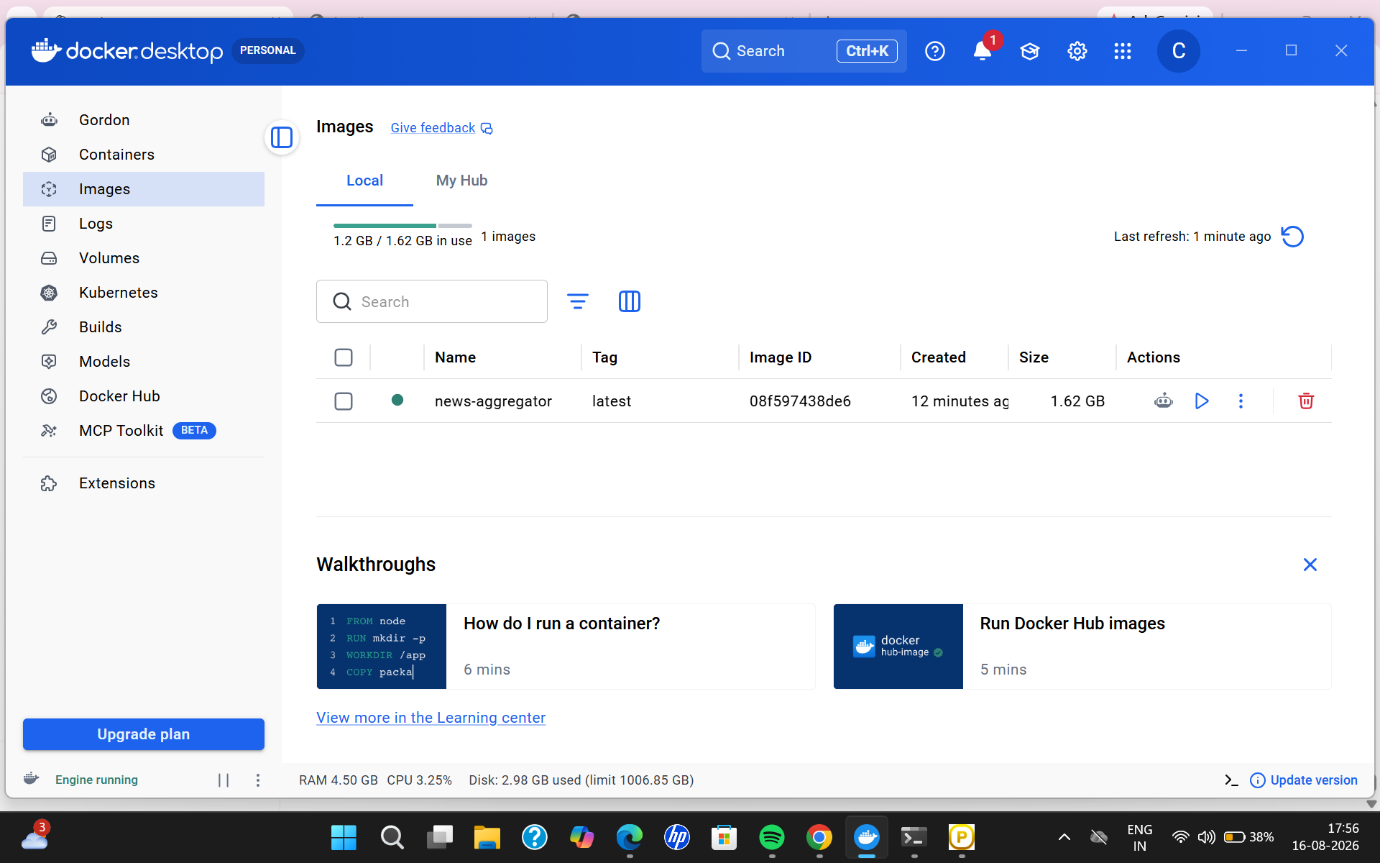 docker.desktop PERSONAL
Search Ctrl+K
1
C
Gordon
Containers
Images
Logs
Volumes
Kubernetes
Builds
Models
Docker Hub
MCP Toolkit BETA
Extensions
Upgrade plan
Images Give feedback
Local My Hub
1.2 GB / 1.62 GB in use 1 images
Last refresh: 1 minute ago
Search
Name Tag Image ID Created Size Actions
news-aggregator latest 08f597438de6 12 minutes ag 1.62 GB
Walkthroughs
1 FROM node
2 RUN mkdir -p
3 WORKDIR /app
4 COPY packa
How do I run a container?
6 mins
docker
hub-image
Run Docker Hub images
5 mins
View more in the Learning center
Engine running
RAM 4.50 GB CPU 3.25% Disk: 2.98 GB used (limit 1006.85 GB)
Update version
3
hp
P
ENG
IN
38%
17:56
16-08-2026